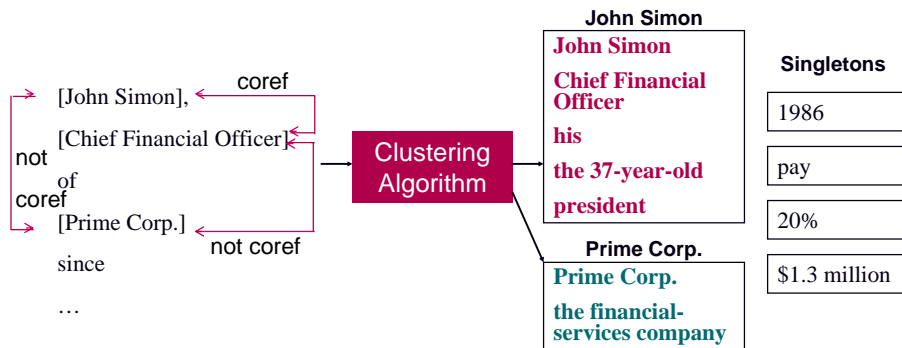 coref
[John Simon],
[Chief Financial Officer]
not
of
coref
[Prime Corp.]
not coref
since
…
Clustering
Algorithm
John Simon
John Simon
Chief Financial
Officer
his
the 37-year-old
president
Prime Corp.
Prime Corp.
the financial-
services company
Singletons
1986
pay
20%
$1.3 million